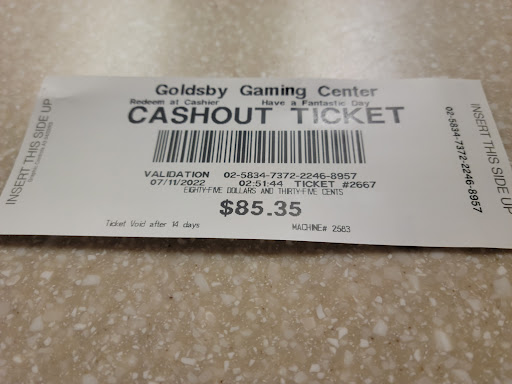 Goldsby Gaming Center
Redeem at Cashier Have a Fantastic Day
CASHOUT TICKET
INSERT THIS SIDE UP
VALIDATION 02-5834-7372-2246-8957
07/11/2022 02:51:44 TICKET #2667
EIGHTY-FIVE DOLLARS AND THIRTY-FIVE CENTS
$85.35
Ticket Void after 14 days
MACHINE# 2583
02-5834-7372-2246-8957
INSERT THIS SIDE UP